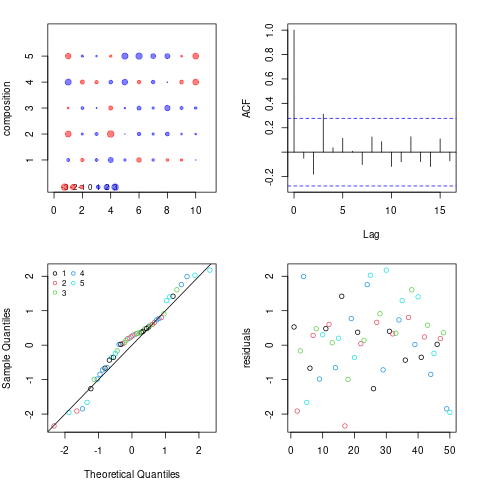 composition
5
4
3
2
1
0 2 4 6 8 10
ACF
1.0
0.8
0.6
0.4
0.2
-0.2
0 5 10 15
Lag
Sample Quantiles
2
1
0
-1
-2
1 4
2 5
3
-2 -1 0 1 2
Theoretical Quantiles
residuals
2
1
0
-1
-2
0 10 20 30 40 50